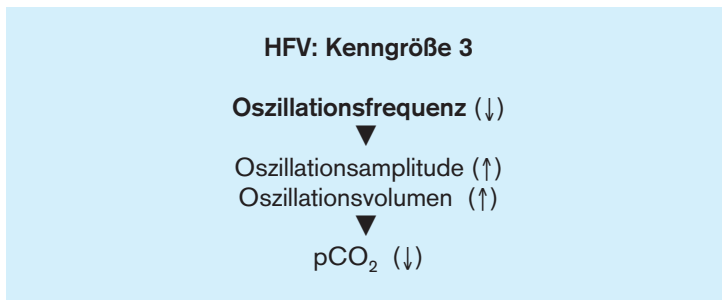 HFV: Kenngröße 3
Oszillationsfrequenz (↓)
Oszillationsamplitude (↑)
Oszillationsvolumen (↑)
pCO₂ (↓)